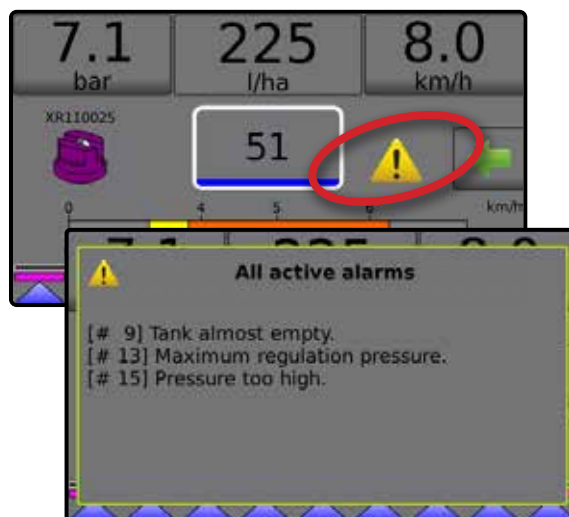 7.1
bar
225
l/ha
8.0
km/h
XR110025
51
0
4
5
6
km/h
All active alarms
[# 9] Tank almost empty.
[# 13] Maximum regulation pressure.
[# 15] Pressure too high.